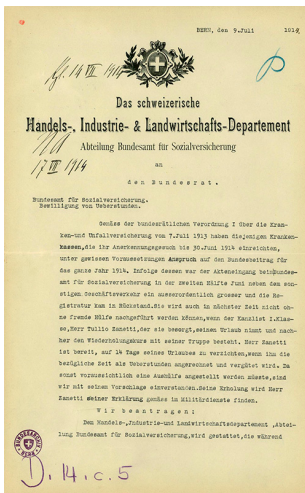 BERN, den 9. Juli 1914
14 VII 1914
Das schweizerische
Handels-, Industrie- & Landwirtschafts-Departement
Abteilung Bundesamt für Sozialversicherung
17 VII 1914
an
den Bundesrat.
Bundesamt für Sozialversicherung.
Bewilligung von Ueberstunden.
Gemäss der bundesrätlichen Verordnung I über die Kran-
ken-und Unfallversicherung vom 7.Juli 1913 haben diejenigen Kranken-
kassen,die ihr Anerkennungsgesuch bis 30.Juni 1914 einreichten,
unter gewissen Voraussetzungen Anspruch auf den Bundesbeitrag für
das ganze Jahr 1914. Infolge dessen war der Akteneingang beim Bundes-
amt für Sozialversicherung in der zweiten Hälfte Juni neben dem son-
stigen Geschäftsverkehr ein ausserordentlich grosser und die Re-
gistratur kam in Rückstand.Sie wird auch in nächster Zeit nicht oh-
ne fremde Hülfe nachgeführt werden können,wenn der Kanzlist I.Klas-
se,Herr Tullio Zanetti,der sie besorgt,seinen Urlaub nimmt und nach-
her den Wiederholungskurs mit seiner Truppe besteht. Herr Zanetti
ist bereit, auf 14 Tage seines Urlaubes zu verzichten,wenn ihm die
bezügliche Zeit als Ueberstunden angerechnet und vergütet wird. Da
sonst voraussichtlich eine Aushülfe angestellt werden müsste,sind
wir mit seinem Vorschlage einverstanden.Seine Erholung wird Herr
Zanetti seiner Erklärung gemäss im Militärdienste finden.
Wir beantragen:
Dem Handels-,Industrie-und Landwirtschaftsdepartement ,Abtei-
lung Bundesamt für Sozialversicherung,wird gestattet,die während
BUNDESARCHIV
BERN
D. 14. c. 5